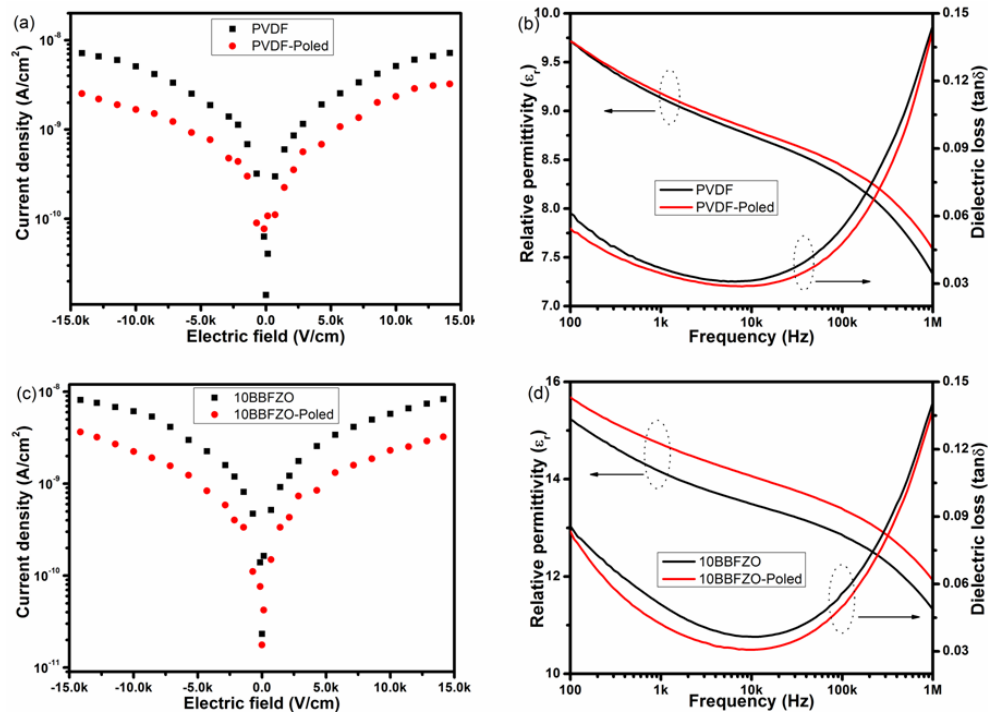 (a)
PVDF
PVDF-Poled
10⁻⁸
10⁻⁹
10⁻¹⁰
Current density (A/cm²)
-15.0k -10.0k -5.0k 0.0 5.0k 10.0k 15.0k
Electric field (V/cm)
(b)
10.0
9.5
9.0
8.5
8.0
7.5
7.0
Relative permittivity (εr)
PVDF
PVDF-Poled
0.15
0.12
0.09
0.06
0.03
Dielectric loss (tanδ)
100 1k 10k 100k 1M
Frequency (Hz)
(c)
10BBFZO
10BBFZO-Poled
10⁻⁸
10⁻⁹
10⁻¹⁰
10⁻¹¹
Currrent density (A/cm²)
-15.0k -10.0k -5.0k 0.0 5.0k 10.0k 15.0k
Electric field (V/cm)
(d)
16
14
12
10
Relative permittivity (εr)
10BBFZO
10BBFZO-Poled
0.15
0.12
0.09
0.06
0.03
Dielectric loss (tanδ)
100 1k 10k 100k 1M
Frequency (Hz)